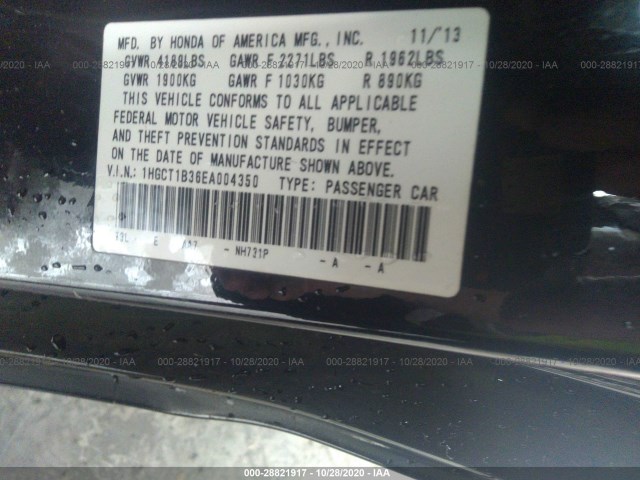 MFD. BY HONDA OF AMERICA MFG., INC. 11/'13
GVWR 4189LBS GAWR F 2271LBS R 1962LBS
GVWR 1900KG GAWR F 1030KG R 890KG
THIS VEHICLE CONFORMS TO ALL APPLICABLE
FEDERAL MOTOR VEHICLE SAFETY, BUMPER,
AND THEFT PREVENTION STANDARDS IN EFFECT
ON THE DATE OF MANUFACTURE SHOWN ABOVE.
V.I.N.: 1HGCT1B36EA004350 TYPE: PASSENGER CAR
E - NH731P - A - A
000-28821917 - 10/28/2020 - IAA